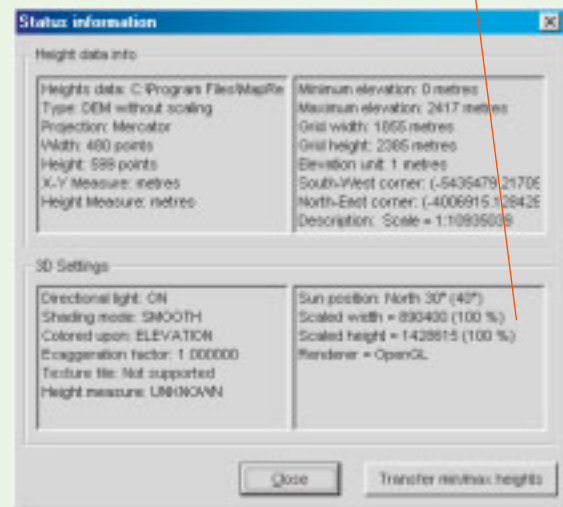 Status information
Height data info
Heights data: C:\Program Files\MapRe
Type: DEM without scaling
Projection: Mercator
Width: 480 points
Height: 599 points
X-Y Measure: metres
Height Measure: metres
Minimum elevation: 0 metres
Maximum elevation: 2417 metres
Grid width: 1855 metres
Grid height: 2385 metres
Elevation unit: 1 metres
South-West corner: (-5435479.2170
North-East corner: (-4006915.12842
Description: Scale = 1:10935039
3D Settings
Directional light: ON
Shading mode: SMOOTH
Colored upon: ELEVATION
Exaggeration factor: 1.000000
Texture file: Not supported
Height measure: UNKNOWN
Sun position: North 30° (40°)
Scaled width = 890400 (100 %)
Scaled height = 1428615 (100 %)
Renderer = OpenGL
Close
Transfer min/max heights